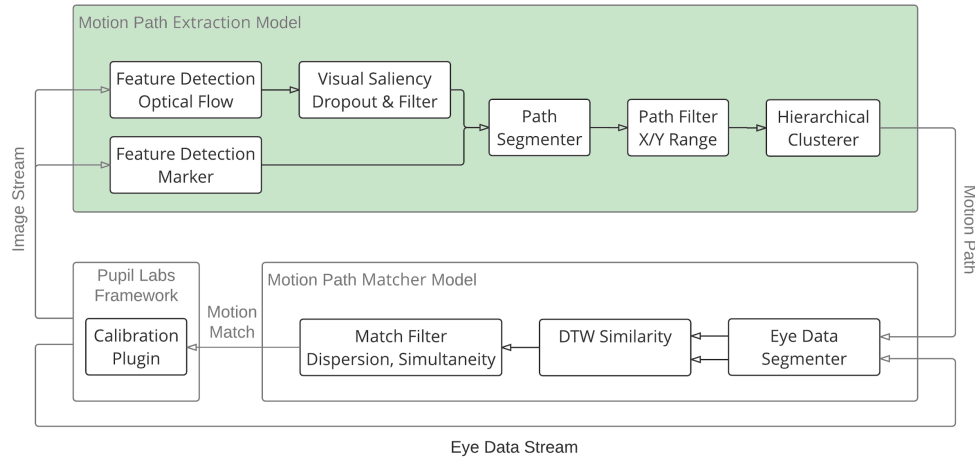 Motion Path Extraction Model
Feature Detection
Optical Flow
Visual Saliency
Dropout & Filter
Path
Segmenter
Path Filter
X/Y Range
Hierarchical
Clusterer
Feature Detection
Marker
Image Stream
Motion Path
Pupil Labs
Framework
Calibration
Plugin
Motion
Match
Motion Path Matcher Model
Match Filter
Dispersion, Simultaneity
DTW Similarity
Eye Data
Segmenter
Eye Data Stream